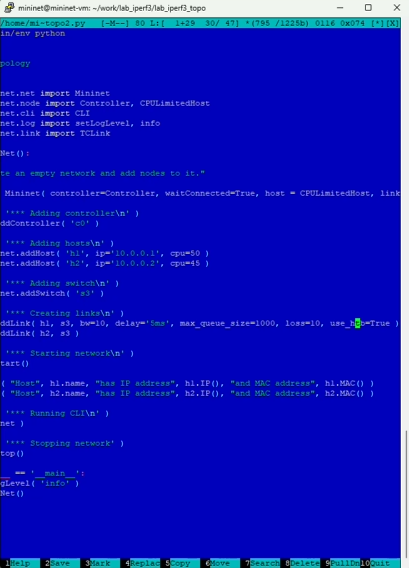 mininet@mininet-vm: ~/work/lab_iperf3/lab_iperf3_topo
/home/mi~topo2.py   [-M--] 80 L:[  1+29  30/ 47] *(795 /1225b) 0116 0x074 [*][X]
in/env python
pology
net.net import Mininet
net.node import Controller, CPULimitedHost
net.cli import CLI
net.log import setLogLevel, info
net.link import TCLink
Net():
te an empty network and add nodes to it."
 Mininet( controller=Controller, waitConnected=True, host = CPULimitedHost, link
 '*** Adding controller\n' )
ddController( 'c0' )
 '*** Adding hosts\n' )
net.addHost( 'h1', ip='10.0.0.1', cpu=50 )
net.addHost( 'h2', ip='10.0.0.2', cpu=45 )
 '*** Adding switch\n' )
net.addSwitch( 's3' )
 '*** Creating links\n' )
ddLink( h1, s3, bw=10, delay='5ms', max_queue_size=1000, loss=10, use_htb=True )
ddLink( h2, s3 )
 '*** Starting network\n' )
tart()
( "Host", h1.name, "has IP address", h1.IP(), "and MAC address", h1.MAC() )
( "Host", h2.name, "has IP address", h2.IP(), "and MAC address", h2.MAC() )
 '*** Running CLI\n' )
net )
 '*** Stopping network' )
top()
__ == '__main__':
gLevel( 'info' )
Net()
1Help 2Save 3Mark 4Replac 5Copy 6Move 7Search 8Delete 9PullDn 10Quit